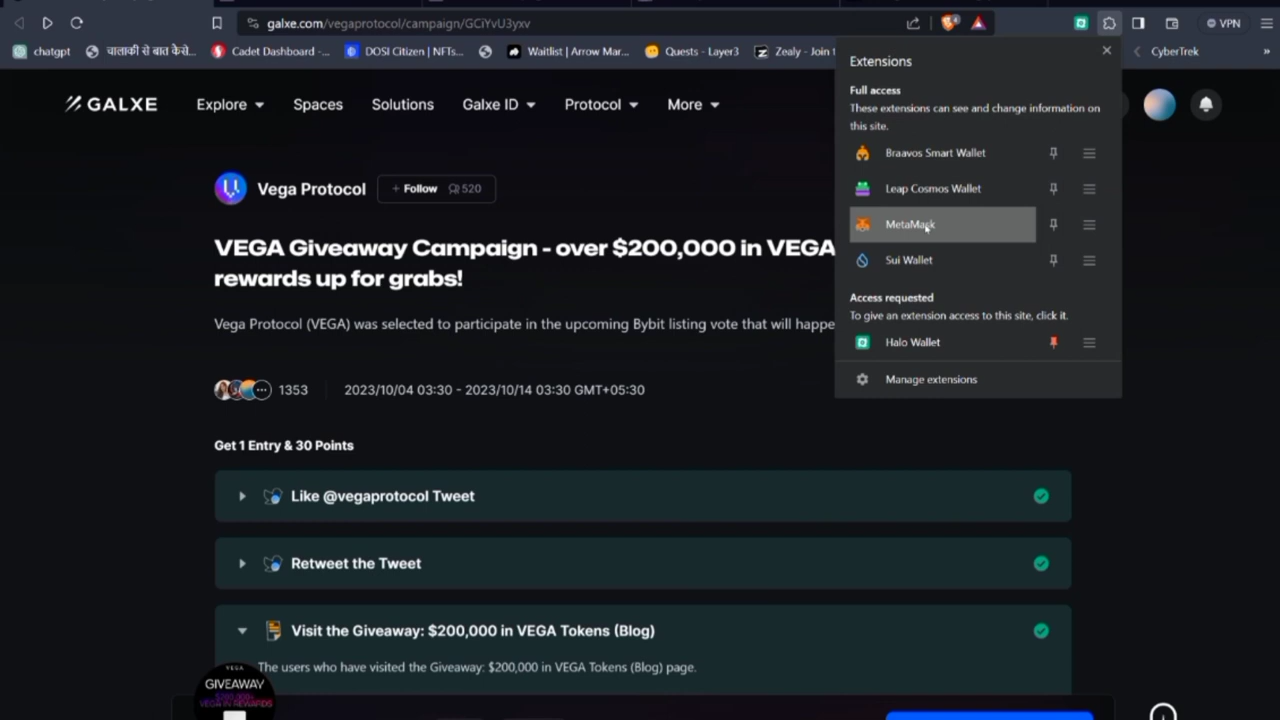 galxe.com/vegaprotocol/campaign/GCiYvU3yxv
VPN
chatgpt
चालाकी से बात कैसे...
Cadet Dashboard -...
DOSI Citizen | NFTs...
Waitlist | Arrow Mar...
Quests - Layer3
Zealy - Join
CyberTrek
»
GALXE
Explore
Spaces
Solutions
Galxe ID
Protocol
More
Extensions
Full access
These extensions can see and change information on
this site.
Braavos Smart Wallet
Leap Cosmos Wallet
MetaMask
Sui Wallet
Access requested
To give an extension access to this site, click it.
Halo Wallet
Manage extensions
Vega Protocol
+ Follow 520
VEGA Giveaway Campaign - over $200,000 in VEGA
rewards up for grabs!
Vega Protocol (VEGA) was selected to participate in the upcoming Bybit listing vote that will happe
1353
2023/10/04 03:30 - 2023/10/14 03:30 GMT+05:30
Get 1 Entry & 30 Points
Like @vegaprotocol Tweet
Retweet the Tweet
Visit the Giveaway: $200,000 in VEGA Tokens (Blog)
The users who have visited the Giveaway: $200,000 in VEGA Tokens (Blog) page.
VEGA
GIVEAWAY
VEGA IN REWARDS